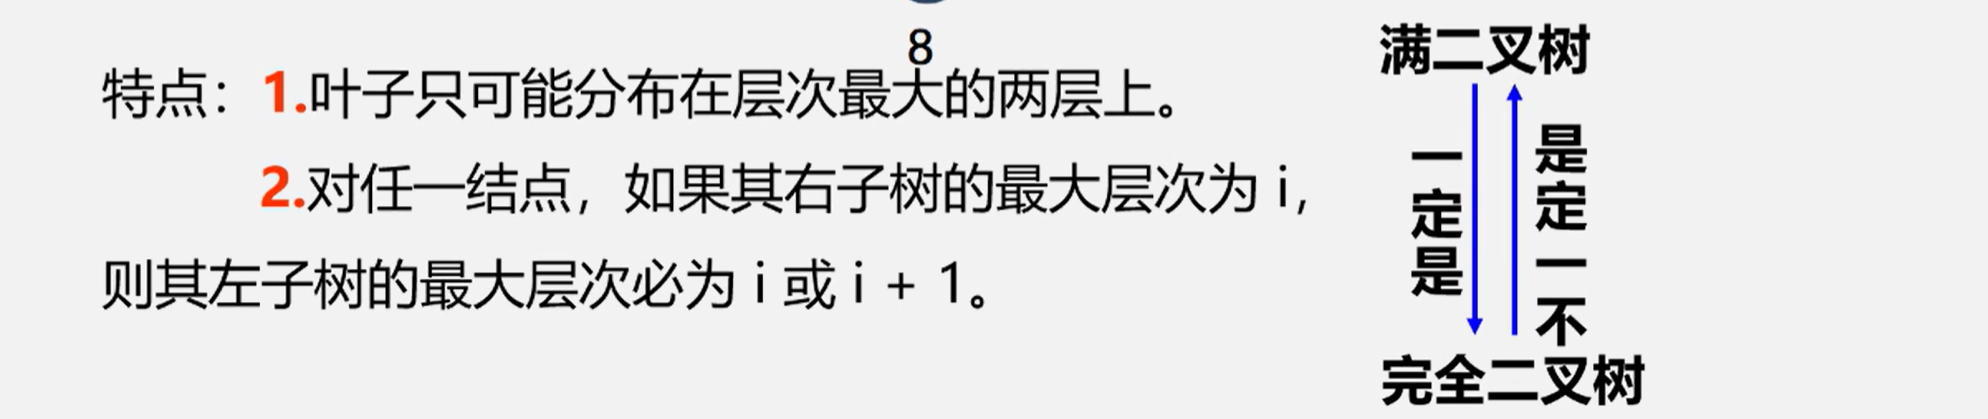 8
特点：1.叶子只可能分布在层次最大的两层上。
2.对任一结点，如果其右子树的最大层次为 i，
则其左子树的最大层次必为 i 或 i + 1。
满二叉树
一定是
是定一不
完全二叉树